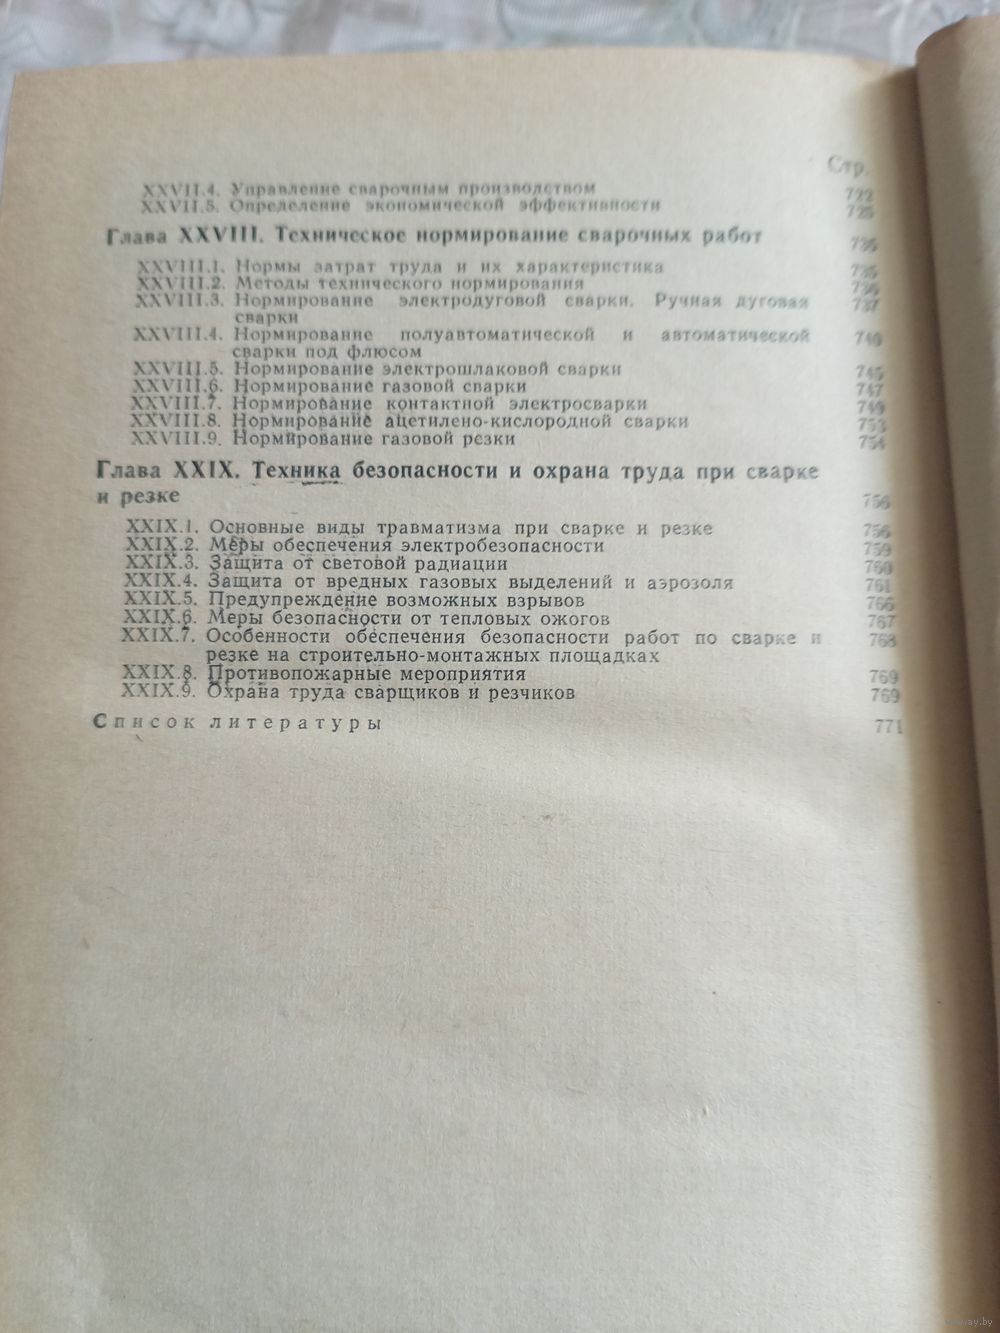 Стр.
XXVII.4. Управление сварочным производством 722
XXVII.5. Определение экономической эффективности 725
Глава XXVIII. Техническое нормирование сварочных работ
XXVIII.1. Нормы затрат труда и их характеристика
XXVIII.2. Методы технического нормирования 736
XXVIII.3. Нормирование электродуговой сварки. Ручная дуговая 737
сварки
XXVIII.4. Нормирование полуавтоматической и автоматической 740
сварки под флюсом
XXVIII.5. Нормирование электрошлаковой сварки 745
XXVIII.6. Нормирование газовой сварки 747
XXVIII.7. Нормирование контактной электросварки 749
XXVIII.8. Нормирование ацетилено-кислородной сварки 753
XXVIII.9. Нормирование газовой резки 754
Глава XXIX. Техника безопасности и охрана труда при сварке
и резке 756
XXIX.1. Основные виды травматизма при сварке и резке 756
XXIX.2. Меры обеспечения электробезопасности 759
XXIX.3. Защита от световой радиации 760
XXIX.4. Защита от вредных газовых выделений и аэрозоля 761
XXIX.5. Предупреждение возможных взрывов 766
XXIX.6. Меры безопасности от тепловых ожогов 767
XXIX.7. Особенности обеспечения безопасности работ по сварке и 768
резке на строительно-монтажных площадках
XXIX.8. Противопожарные мероприятия 769
XXIX.9. Охрана труда сварщиков и резчиков 769
Список литературы 771